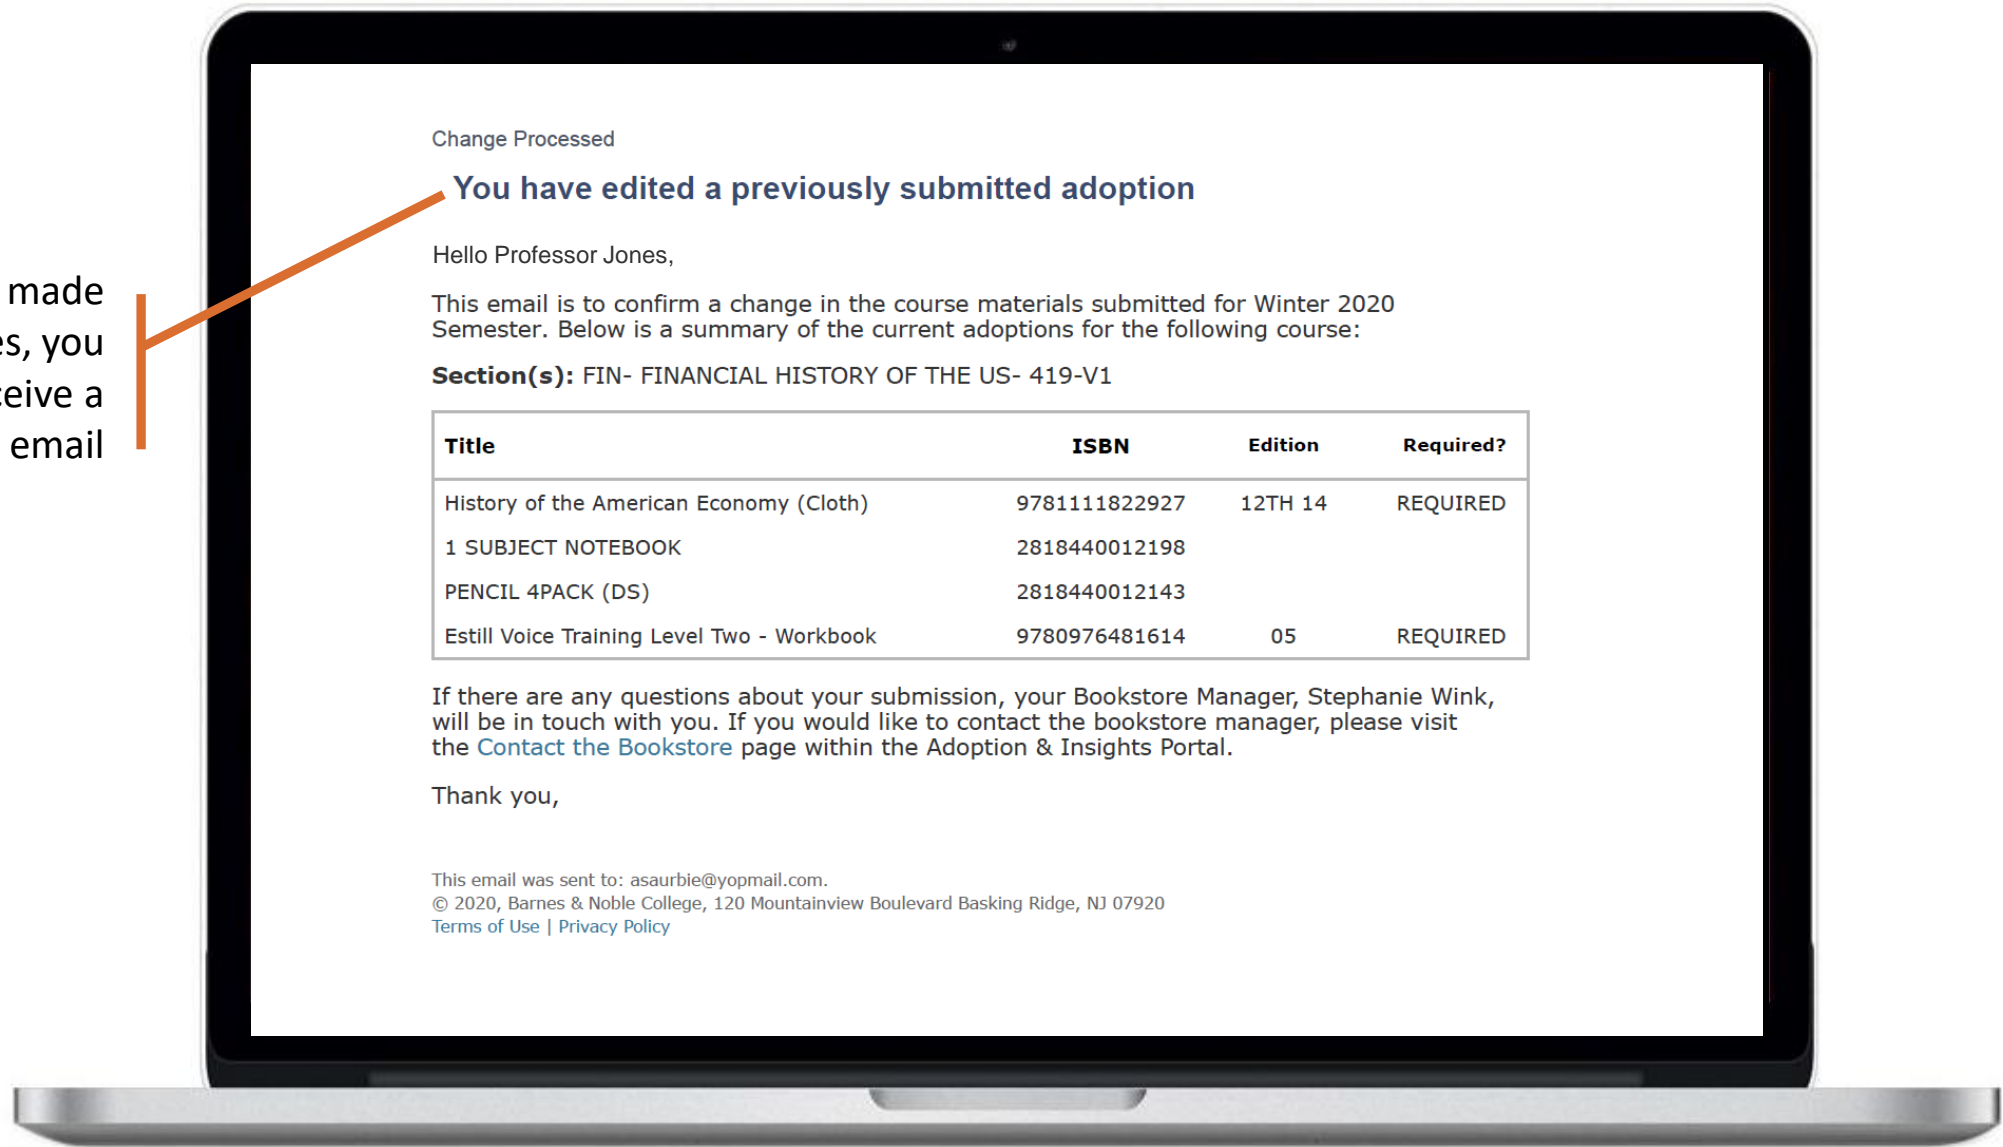 made
es, you
ceive a
email
Change Processed
You have edited a previously submitted adoption
Hello Professor Jones,
This email is to confirm a change in the course materials submitted for Winter 2020
Semester. Below is a summary of the current adoptions for the following course:
Section(s): FIN- FINANCIAL HISTORY OF THE US- 419-V1
Title ISBN Edition Required?
History of the American Economy (Cloth) 9781111822927 12TH 14 REQUIRED
1 SUBJECT NOTEBOOK 2818440012198
PENCIL 4PACK (DS) 2818440012143
Estill Voice Training Level Two - Workbook 9780976481614 05 REQUIRED
If there are any questions about your submission, your Bookstore Manager, Stephanie Wink,
will be in touch with you. If you would like to contact the bookstore manager, please visit
the Contact the Bookstore page within the Adoption & Insights Portal.
Thank you,
This email was sent to: asaurbie@yopmail.com.
© 2020, Barnes & Noble College, 120 Mountainview Boulevard Basking Ridge, NJ 07920
Terms of Use | Privacy Policy